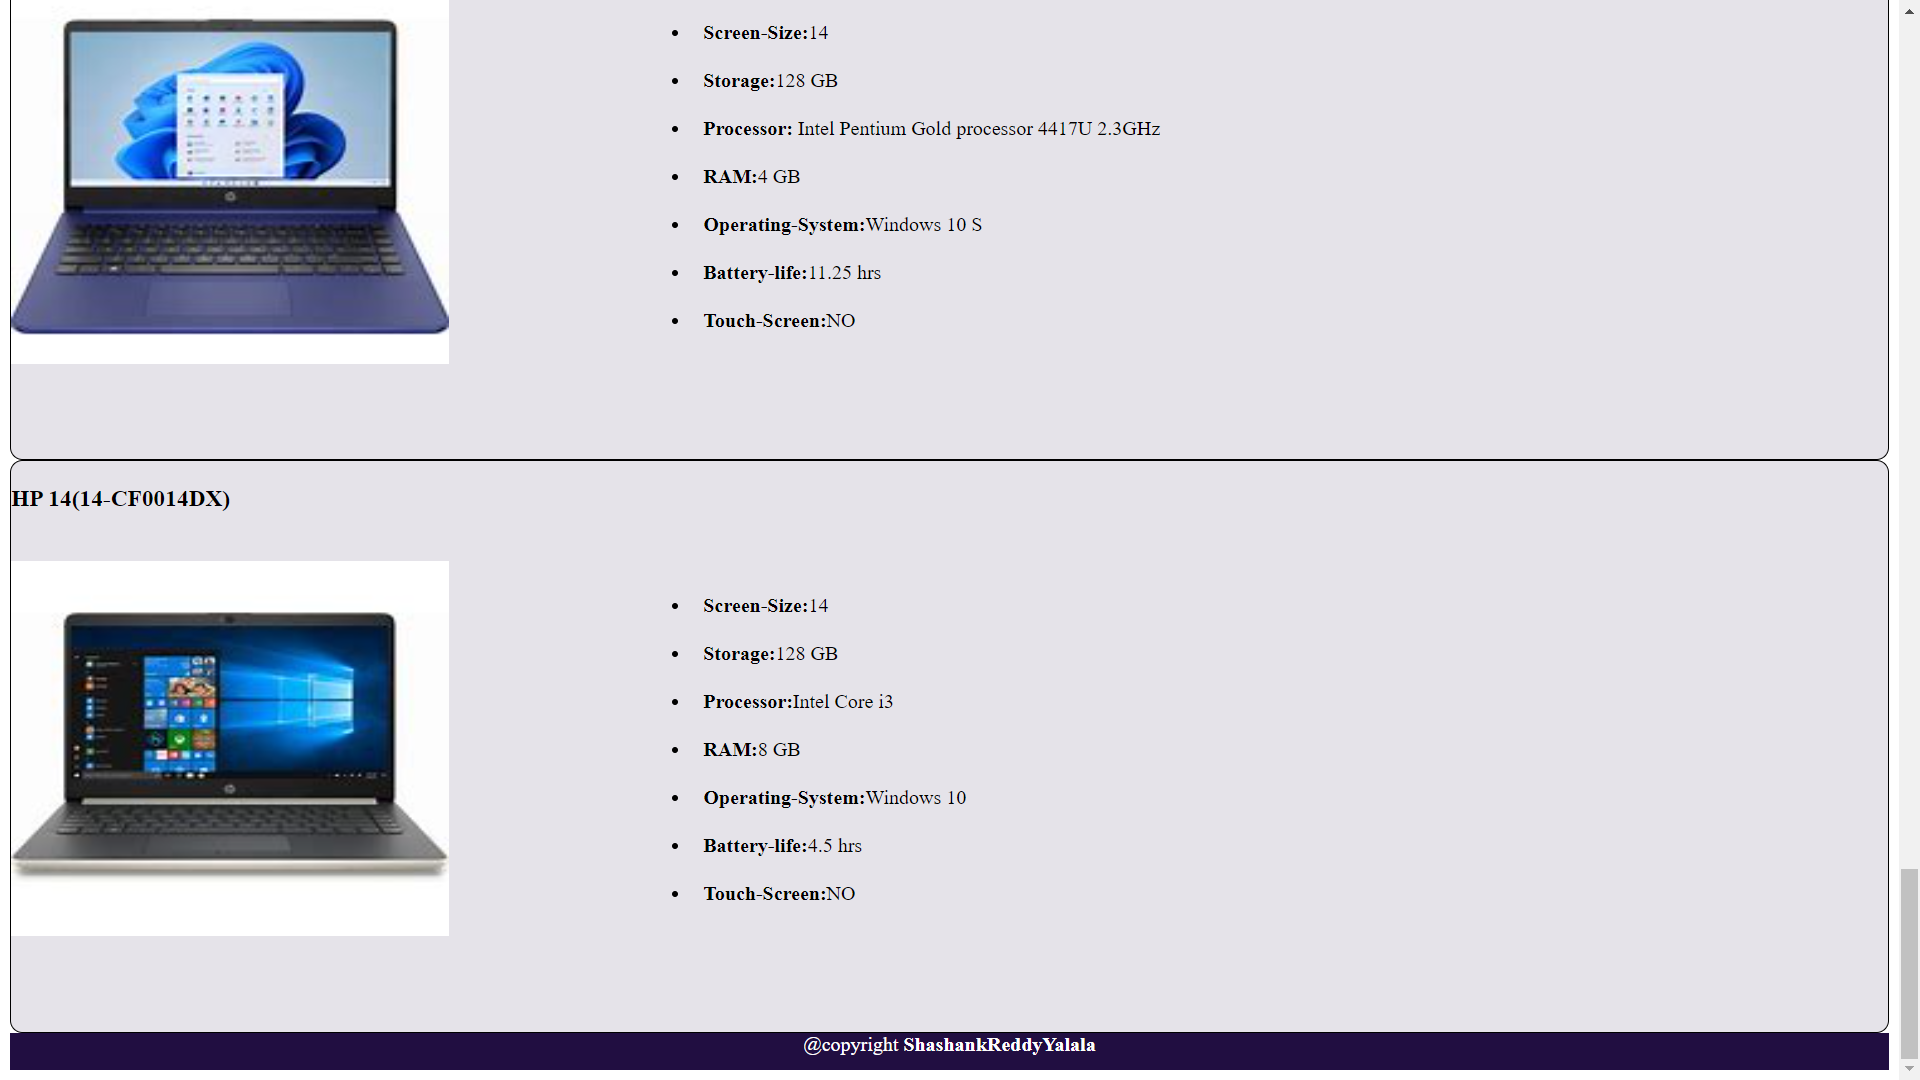 Screen-Size:14
Storage:128 GB
Processor: Intel Pentium Gold processor 4417U 2.3GHz
RAM:4 GB
Operating-System:Windows 10 S
Battery-life:11.25 hrs
Touch-Screen:NO
HP 14(14-CF0014DX)
Screen-Size:14
Storage:128 GB
Processor:Intel Core i3
RAM:8 GB
Operating-System:Windows 10
Battery-life:4.5 hrs
Touch-Screen:NO
@copyright ShashankReddyYalala